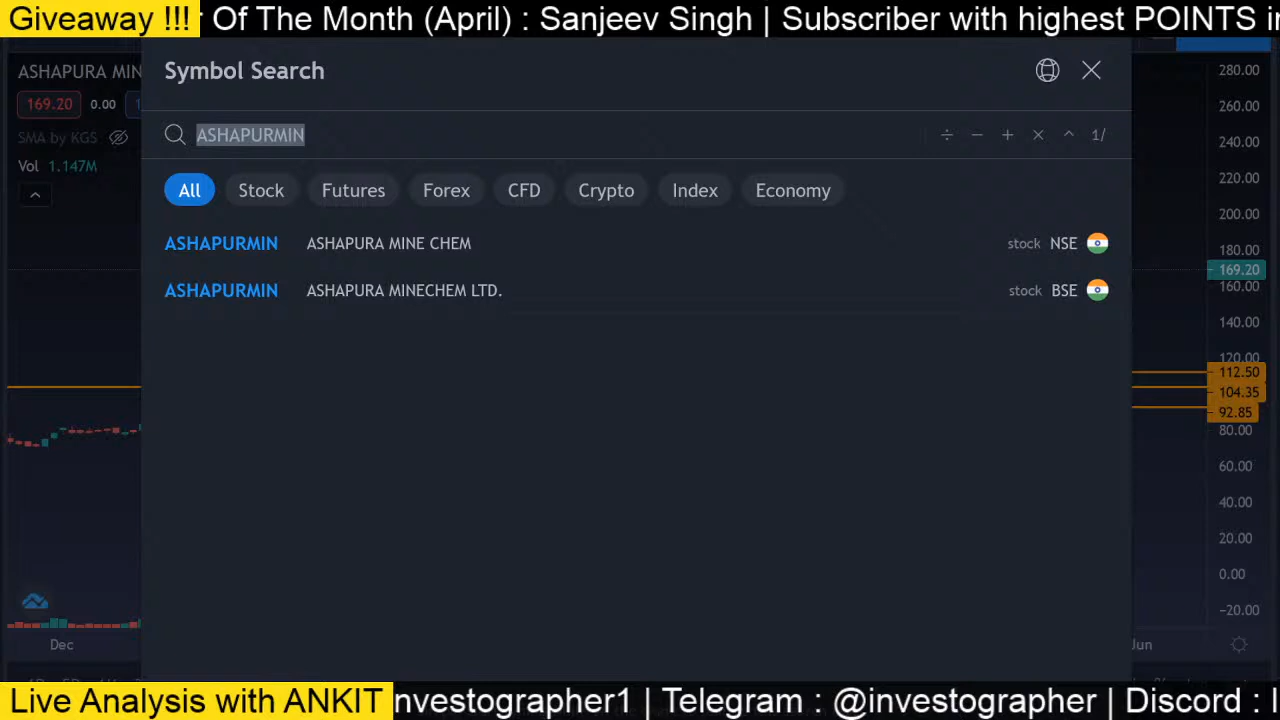 Giveaway !!! Of The Month (April) : Sanjeev Singh | Subscriber with highest POINTS
ASHAPURA MIN
Symbol Search
280.00
169.20 0.00
260.00
ASHAPURMIN
÷ − + × ^ 1/
SMA by KGS
240.00
Vol 1.147M
220.00
All Stock Futures Forex CFD Crypto Index Economy
200.00
ASHAPURMIN ASHAPURA MINE CHEM stock NSE
180.00
169.20
160.00
ASHAPURMIN ASHAPURA MINECHEM LTD. stock BSE
140.00
120.00
112.50
104.35
92.85
80.00
60.00
40.00
20.00
0.00
−20.00
Dec Jun
Live Analysis with ANKIT nvestographer1 | Telegram : @investographer | Discord :